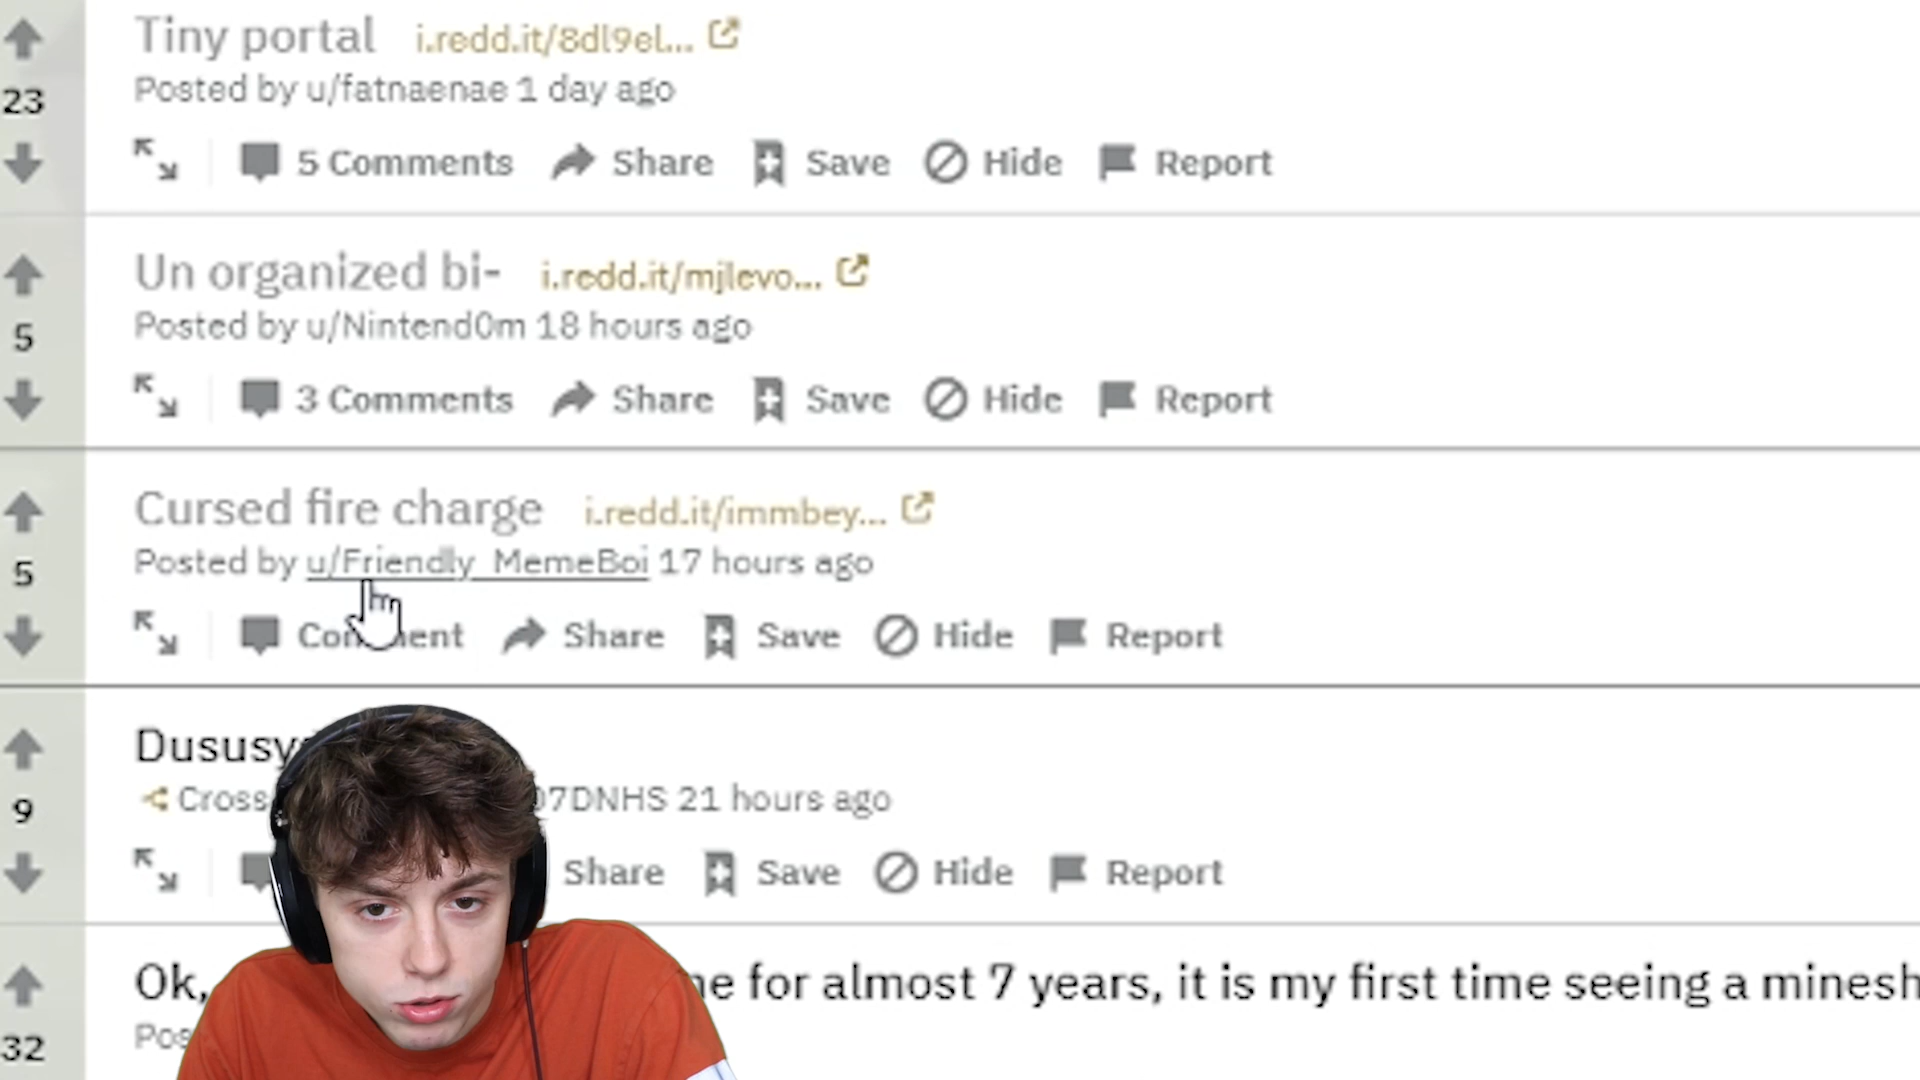 Tiny portal i.redd.it/8dl9el...
23
Posted by u/fatnaenae 1 day ago
5 Comments Share Save Hide Report
Un organized bi- i.redd.it/mjlevo...
5
Posted by u/Nintend0m 18 hours ago
3 Comments Share Save Hide Report
Cursed fire charge i.redd.it/immbey...
5
Posted by u/Friendly_MemeBoi 17 hours ago
Comment Share Save Hide Report
9
07DNHS 21 hours ago
Share Save Hide Report
Ok, for almost 7 years, it is my first time seeing a minesh
32